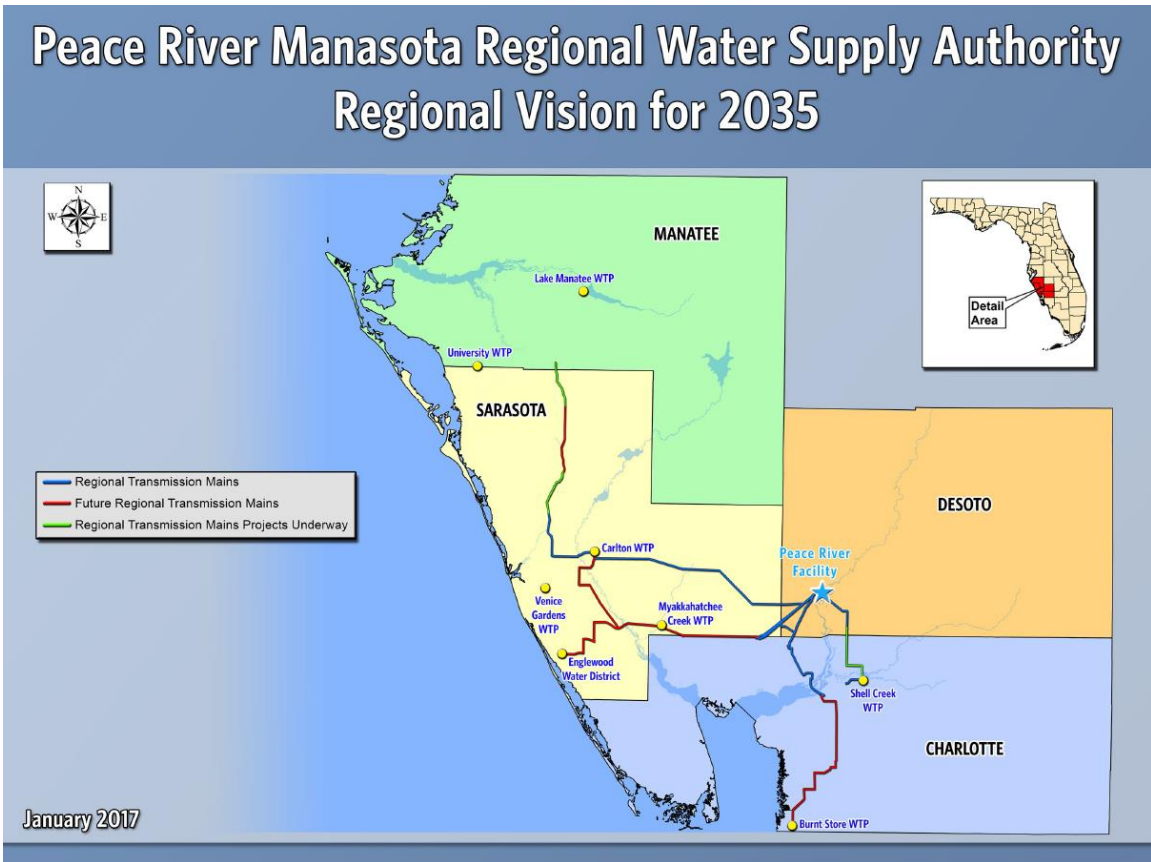 Peace River Manasota Regional Water Supply Authority
Regional Vision for 2035
N
W E
S
MANATEE
Lake Manatee WTP
Detail
Area
University WTP
SARASOTA
Regional Transmission Mains
Future Regional Transmission Mains
Regional Transmission Mains Projects Underway
DESOTO
Carlton WTP
Peace River
Facility
Venice
Gardens
WTP
Myakkahatchee
Creek WTP
Englewood
Water District
Shell Creek
WTP
CHARLOTTE
January 2017
Burnt Store WTP